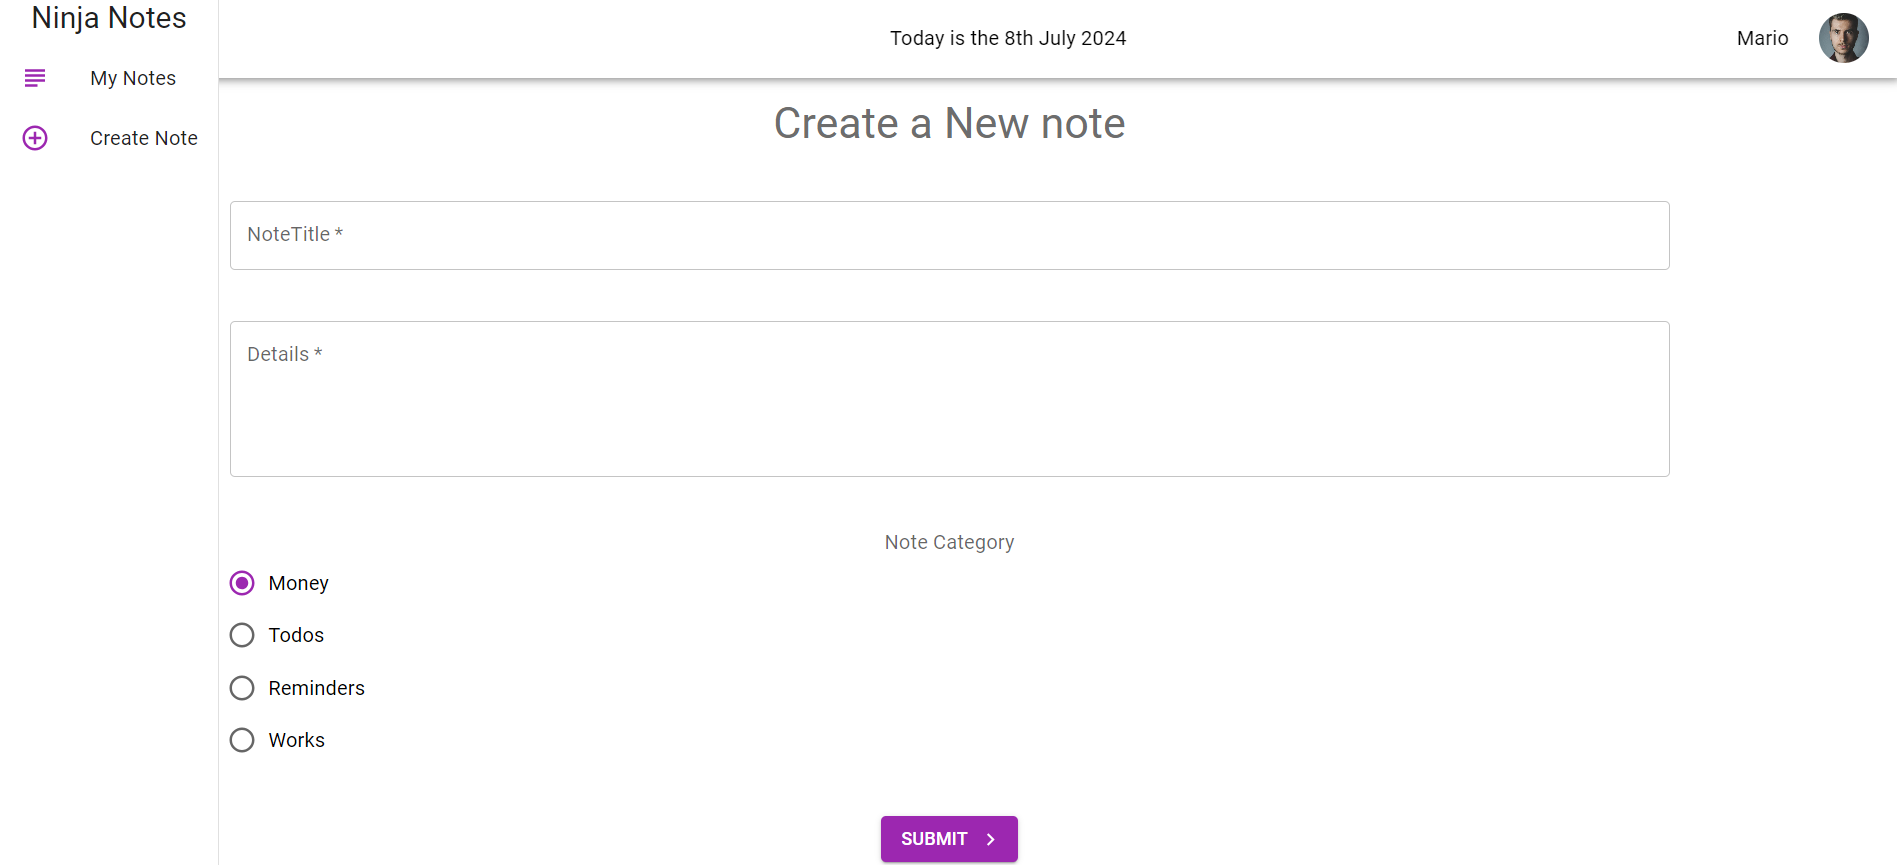 Ninja Notes
My Notes
Create Note
Today is the 8th July 2024
Mario
Create a New note
NoteTitle *
Details *
Note Category
Money
Todos
Reminders
Works
SUBMIT